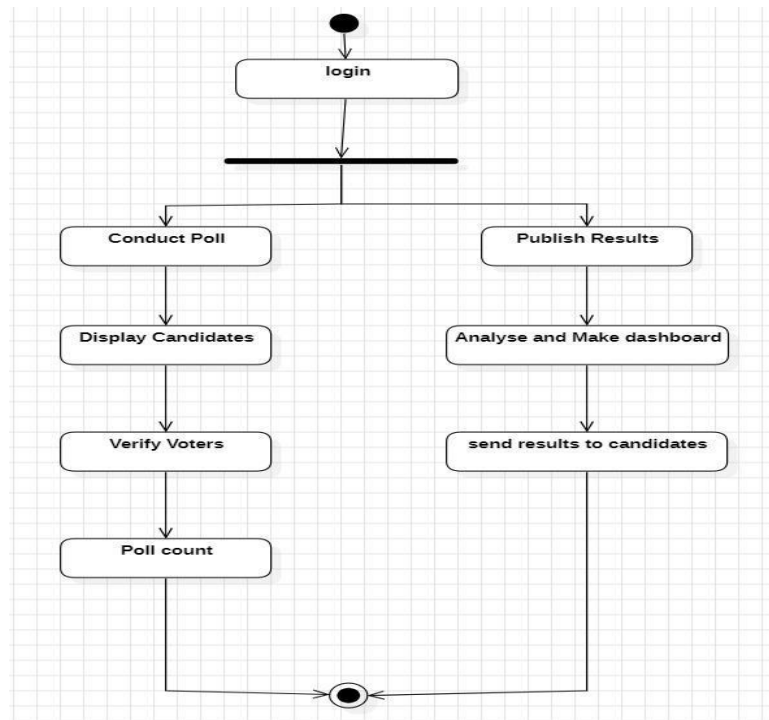 login
Conduct Poll
Publish Results
Display Candidates
Analyse and Make dashboard
Verify Voters
send results to candidates
Poll count